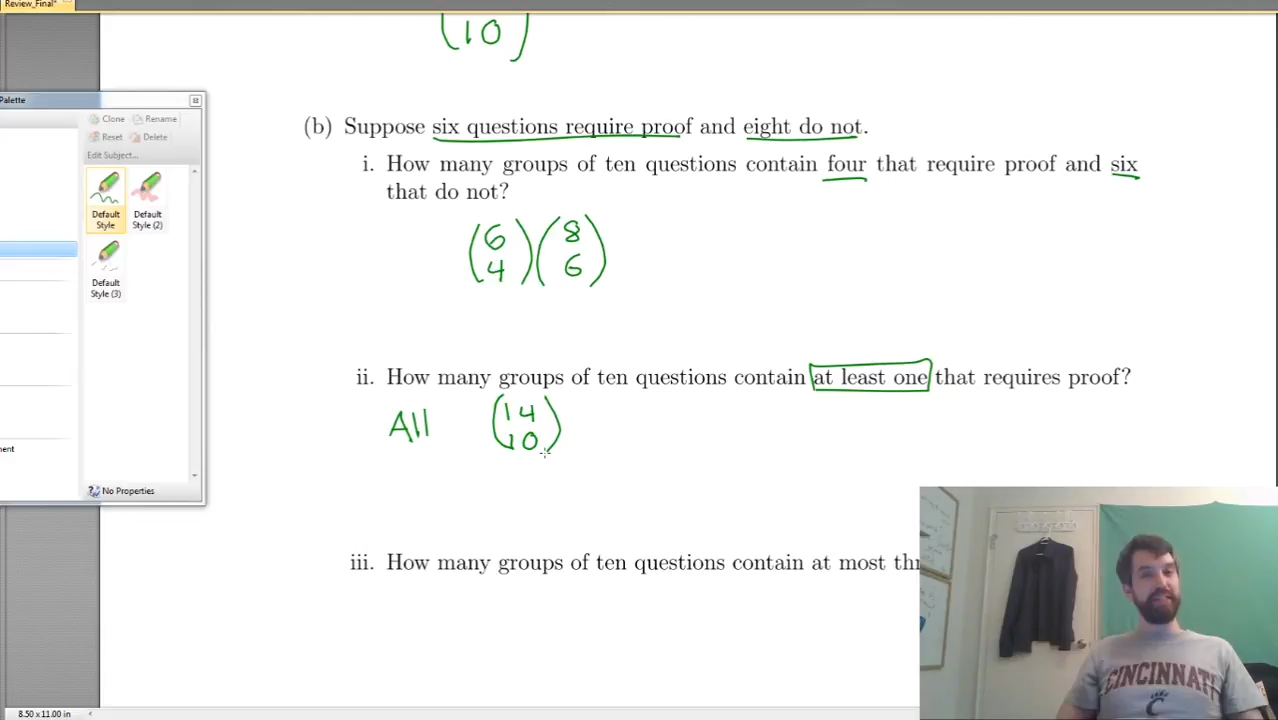 Review_Final*
(10)
Palette
Clone Rename
Reset Delete
Edit Subject...
Default Style
Default Style (2)
Default Style (3)
ement
No Properties
8.50 x 11.00 in
(b) Suppose six questions require proof and eight do not.
i. How many groups of ten questions contain four that require proof and six
that do not?
(6 4)(8 6)
ii. How many groups of ten questions contain at least one that requires proof?
All (14 10)
iii. How many groups of ten questions contain at most
CINCINNATI
C